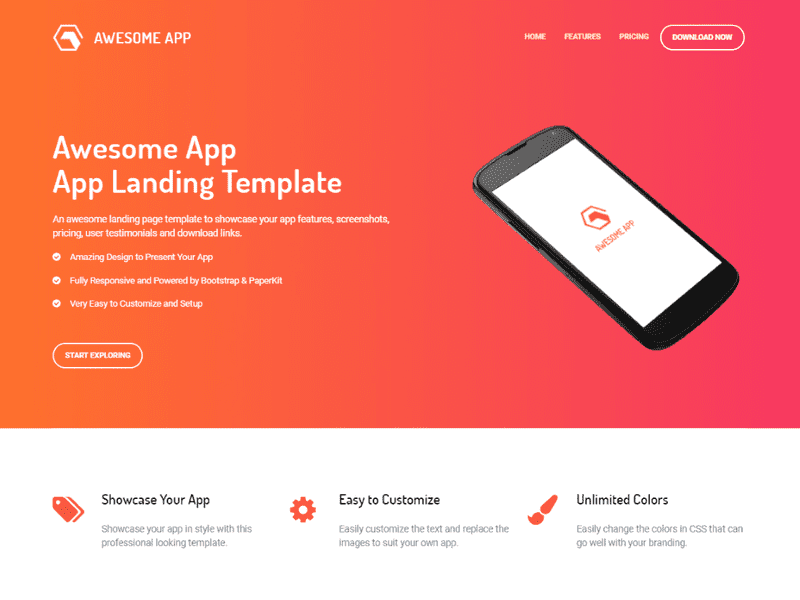 AWESOME APP
HOME FEATURES PRICING DOWNLOAD NOW
Awesome App
App Landing Template
An awesome landing page template to showcase your app features, screenshots,
pricing, user testimonials and download links.
Amazing Design to Present Your App
Fully Responsive and Powered by Bootstrap & PaperKit
Very Easy to Customize and Setup
START EXPLORING
AWESOME APP
Showcase Your App
Showcase your app in style with this
professional looking template.
Easy to Customize
Easily customize the text and replace the
images to suit your own app.
Unlimited Colors
Easily change the colors in CSS that can
go well with your branding.